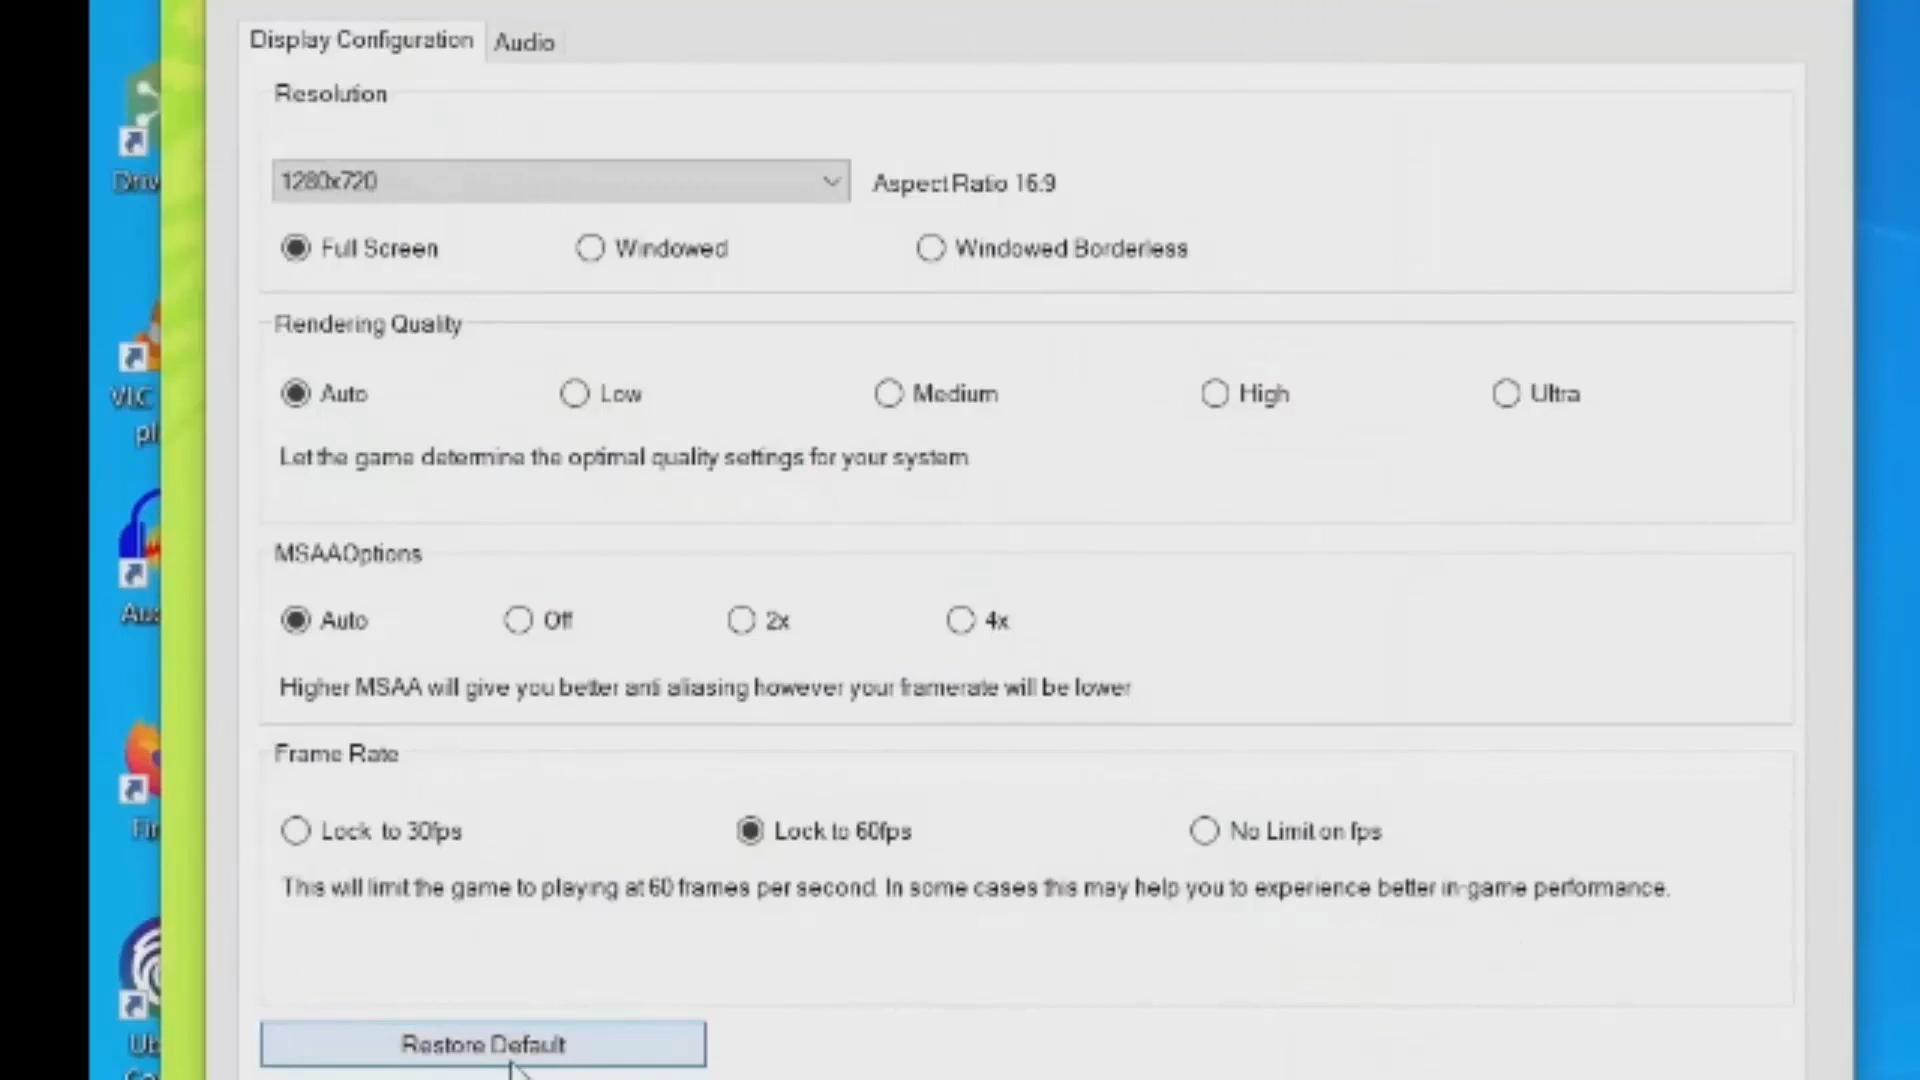 Display Configuration
Audio
Resolution
1280x720
Aspect Ratio 16:9
Full Screen
Windowed
Windowed Borderless
Rendering Quality
Auto
Low
Medium
High
Ultra
Let the game determine the optimal quality settings for your system
MSAAOptions
Auto
Off
2x
4x
Higher MSAA will give you better anti aliasing however your framerate will be lower
Frame Rate
Lock to 30fps
Lock to 60fps
No Limit on fps
This will limit the game to playing at 60 frames per second. In some cases this may help you to experience better in-game performance.
Restore Default
Driv
VLC
pl